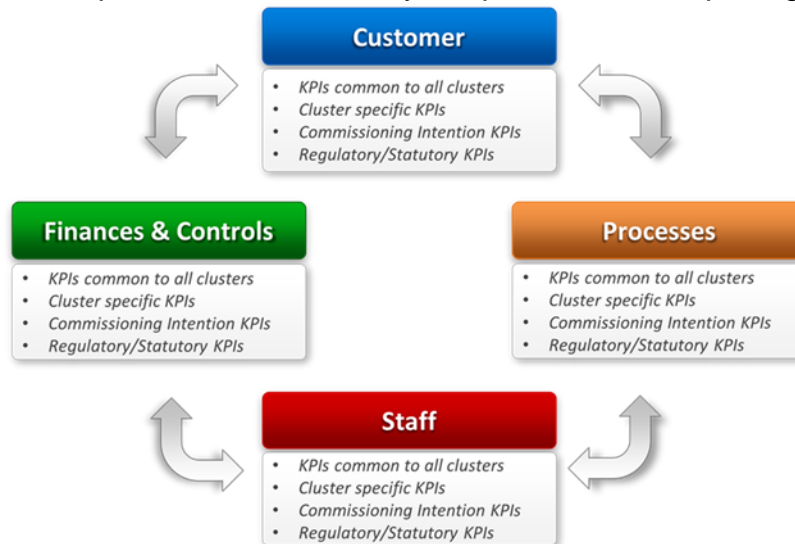 Customer
• KPIs common to all clusters
• Cluster specific KPIs
• Commissioning Intention KPIs
• Regulatory/Statutory KPIs
Finances & Controls
• KPIs common to all clusters
• Cluster specific KPIs
• Commissioning Intention KPIs
• Regulatory/Statutory KPIs
Processes
• KPIs common to all clusters
• Cluster specific KPIs
• Commissioning Intention KPIs
• Regulatory/Statutory KPIs
Staff
• KPIs common to all clusters
• Cluster specific KPIs
• Commissioning Intention KPIs
• Regulatory/Statutory KPIs